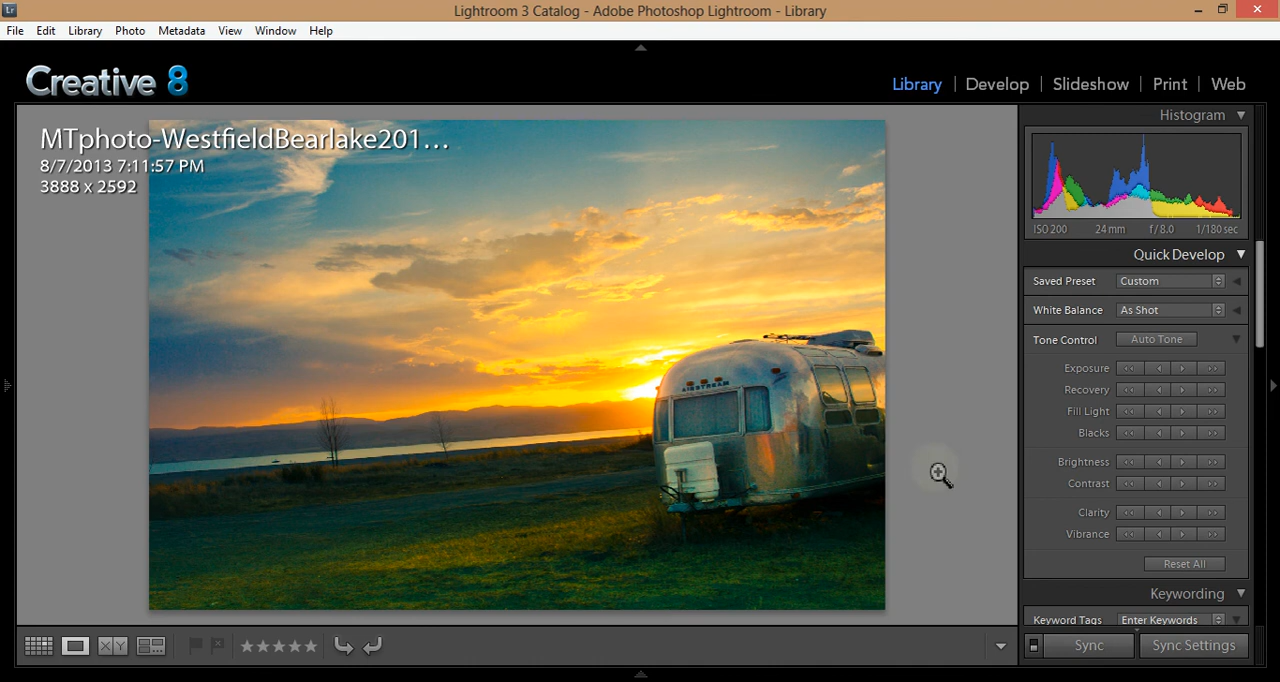 Lr
Lightroom 3 Catalog - Adobe Photoshop Lightroom - Library
File Edit Library Photo Metadata View Window Help
Creative 8
Library | Develop | Slideshow | Print | Web
MTphoto-WestfieldBearlake201...
8/7/2013 7:11:57 PM
3888 x 2592
AIRSTREAM
Histogram
ISO 200 24 mm f / 8.0 1/180 sec
Quick Develop
Saved Preset Custom
White Balance As Shot
Tone Control Auto Tone
Exposure
Recovery
Fill Light
Blacks
Brightness
Contrast
Clarity
Vibrance
Reset All
Keywording
Keyword Tags Enter Keywords
X Y
Sync Sync Settings